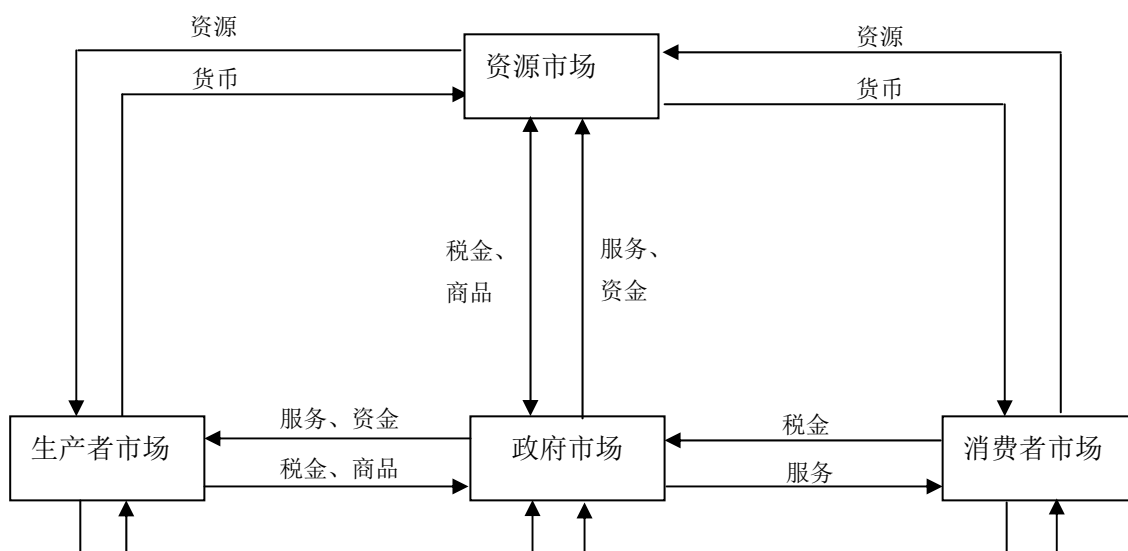 资源
资源
资源市场
货币
货币
税金、
商品
服务、
资金
服务、资金
税金
生产者市场
政府市场
消费者市场
税金、商品
服务